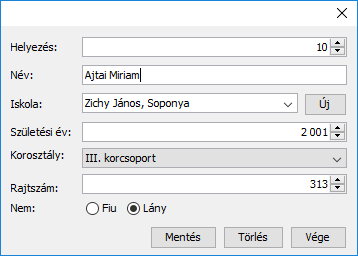 Helyezés: 10
Név: Ajtai Miriam
Iskola: Zichy János, Soponya Új
Születési év: 2 001
Korosztály: III. korcsoport
Rajtszám: 313
Nem: Fiu Lány
Mentés Törlés Vége